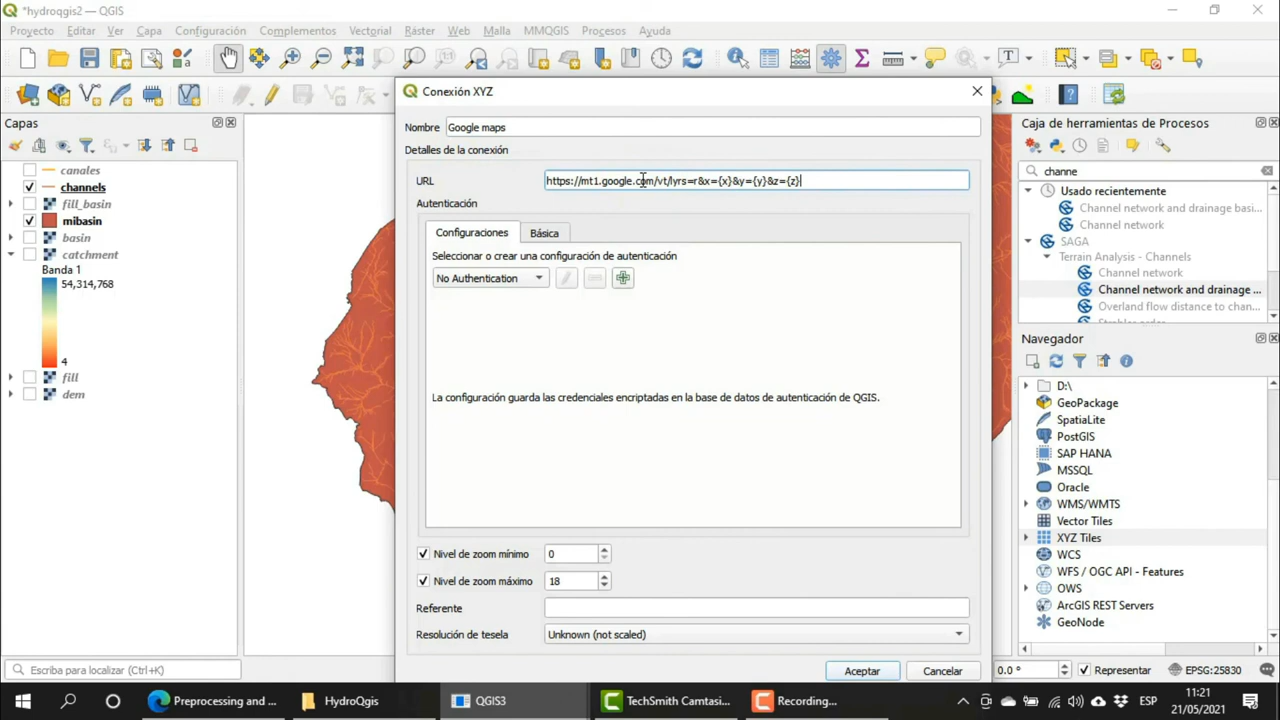 *hydroqgis2 — QGIS
Proyecto Editar Ver Capa Configuración Complementos Vectorial Ráster Web Malla MMQGIS Procesos Ayuda
Capas
canales
channels
fill_basin
mibasin
basin
catchment
Banda 1
54,314,768
4
fill
dem
Escriba para localizar (Ctrl+K)
Conexión XYZ
Nombre Google maps
Detalles de la conexión
URL https://mt1.google.com/vt/lyrs=r&x={x}&y={y}&z={z}
Autenticación
Configuraciones Básica
Seleccionar o crear una configuración de autenticación
No Authentication
La configuración guarda las credenciales encriptadas en la base de datos de autenticación de QGIS.
Nivel de zoom mínimo 0
Nivel de zoom máximo 18
Referente
Resolución de tesela Unknown (not scaled)
Aceptar Cancelar
Caja de herramientas de Procesos
channe
Usado recientemente
Channel network and drainage basi...
Channel network
SAGA
Terrain Analysis - Channels
Channel network
Channel network and drainage ...
Overland flow distance to chan...
Navegador
D:\
GeoPackage
SpatiaLite
PostGIS
SAP HANA
MSSQL
Oracle
WMS/WMTS
Vector Tiles
XYZ Tiles
WCS
WFS / OGC API - Features
OWS
ArcGIS REST Servers
GeoNode
0.0 º Representar EPSG:25830
Preprocessing and ... HydroQgis QGIS3 TechSmith Camtasi... Recording... ESP 11:21
21/05/2021